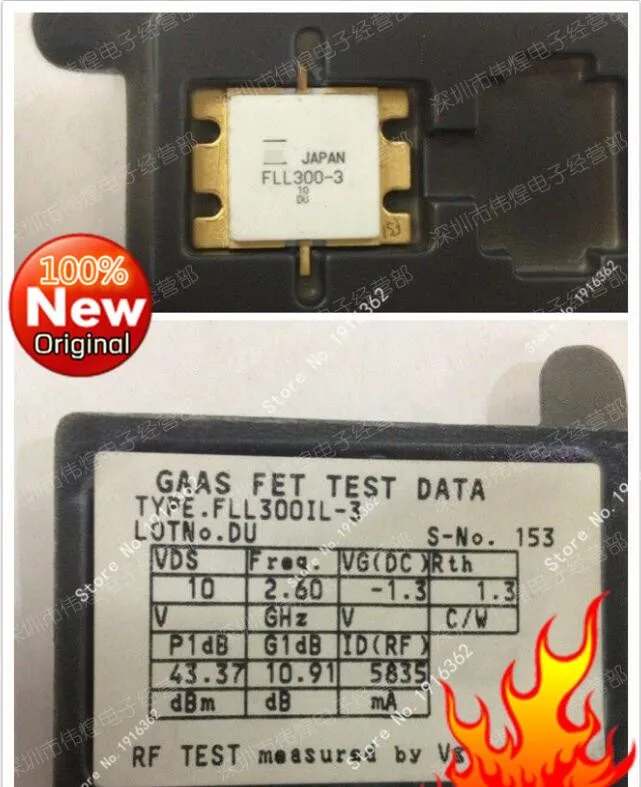 JAPAN
FLL300-3
10
DU
153
100%
New
Original
深圳市伟煌电子经营部
Store No. 1916362
GAAS FET TEST DATA
TYPE.FLL300IL-3
LOTNo.DU S-No. 153
VDS Freq. VG(DC) Rth
10 2.60 -1.3 1.3
V GHz V C/W
P1dB G1dB ID(RF)
43.37 10.91 5835
dBm dB mA
RF TEST measured by